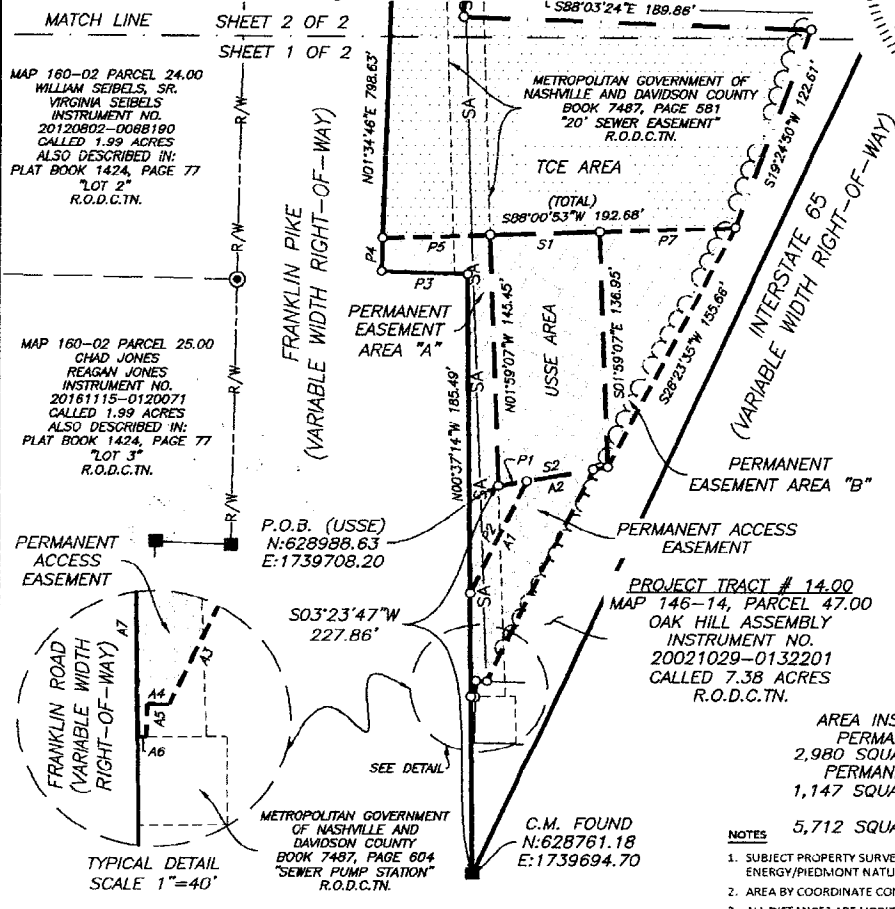 MATCH LINE
SHEET 2 OF 2
SHEET 1 OF 2
S88°03'24"E 189.86'
MAP 160-02 PARCEL 24.00
WILLIAM SEIBELS, SR.
VIRGINIA SEIBELS
INSTRUMENT NO.
20120802-0068190
CALLED 1.99 ACRES
ALSO DESCRIBED IN:
PLAT BOOK 1424, PAGE 77
"LOT 2"
R.O.D.C.TN.
R/W
R/W
R/W
R/W
FRANKLIN PIKE
(VARIABLE WIDTH RIGHT-OF-WAY)
N01°34'46"E 798.63'
SA
METROPOLITAN GOVERNMENT OF
NASHVILLE AND DAVIDSON COUNTY
BOOK 7487, PAGE 581
"20' SEWER EASEMENT"
R.O.D.C.TN.
TCE AREA
(TOTAL)
S88°00'53"W 192.68'
S19°24'50"W 122.61'
P4
P5
S1
P7
P3
SA
PERMANENT
EASEMENT
AREA "A"
N01°59'07"W 145.45'
USSE AREA
S01°59'07"E 136.95'
S26°23'35"W 155.68'
INTERSTATE 65
(VARIABLE WIDTH RIGHT-OF-WAY)
MAP 160-02 PARCEL 25.00
CHAD JONES
REAGAN JONES
INSTRUMENT NO.
20161115-0120071
CALLED 1.99 ACRES
ALSO DESCRIBED IN:
PLAT BOOK 1424, PAGE 77
"LOT 3"
R.O.D.C.TN.
N00°37'14"W 185.49'
SA
SA
SA
P1
S2
A2
P2
A1
PERMANENT
EASEMENT AREA "B"
P.O.B. (USSE)
N:628988.63
E:1739708.20
PERMANENT ACCESS
EASEMENT
PERMANENT
ACCESS
EASEMENT
S03°23'47"W
227.86'
PROJECT TRACT # 14.00
MAP 146-14, PARCEL 47.00
OAK HILL ASSEMBLY
INSTRUMENT NO.
20021029-0132201
CALLED 7.38 ACRES
R.O.D.C.TN.
A7
A3
A4
A5
A6
FRANKLIN ROAD
(VARIABLE WIDTH
RIGHT-OF-WAY)
SEE DETAIL
TYPICAL DETAIL
SCALE 1"=40'
METROPOLITAN GOVERNMENT
OF NASHVILLE AND
DAVIDSON COUNTY
BOOK 7487, PAGE 604
"SEWER PUMP STATION"
R.O.D.C.TN.
C.M. FOUND
N:628761.18
E:1739694.70
AREA INS
PERMA
2,980 SQUA
PERMAN
1,147 SQUA
5,712 SQUA
NOTES
1. SUBJECT PROPERTY SURVE
ENERGY/PIEDMONT NATU
2. AREA BY COORDINATE CO